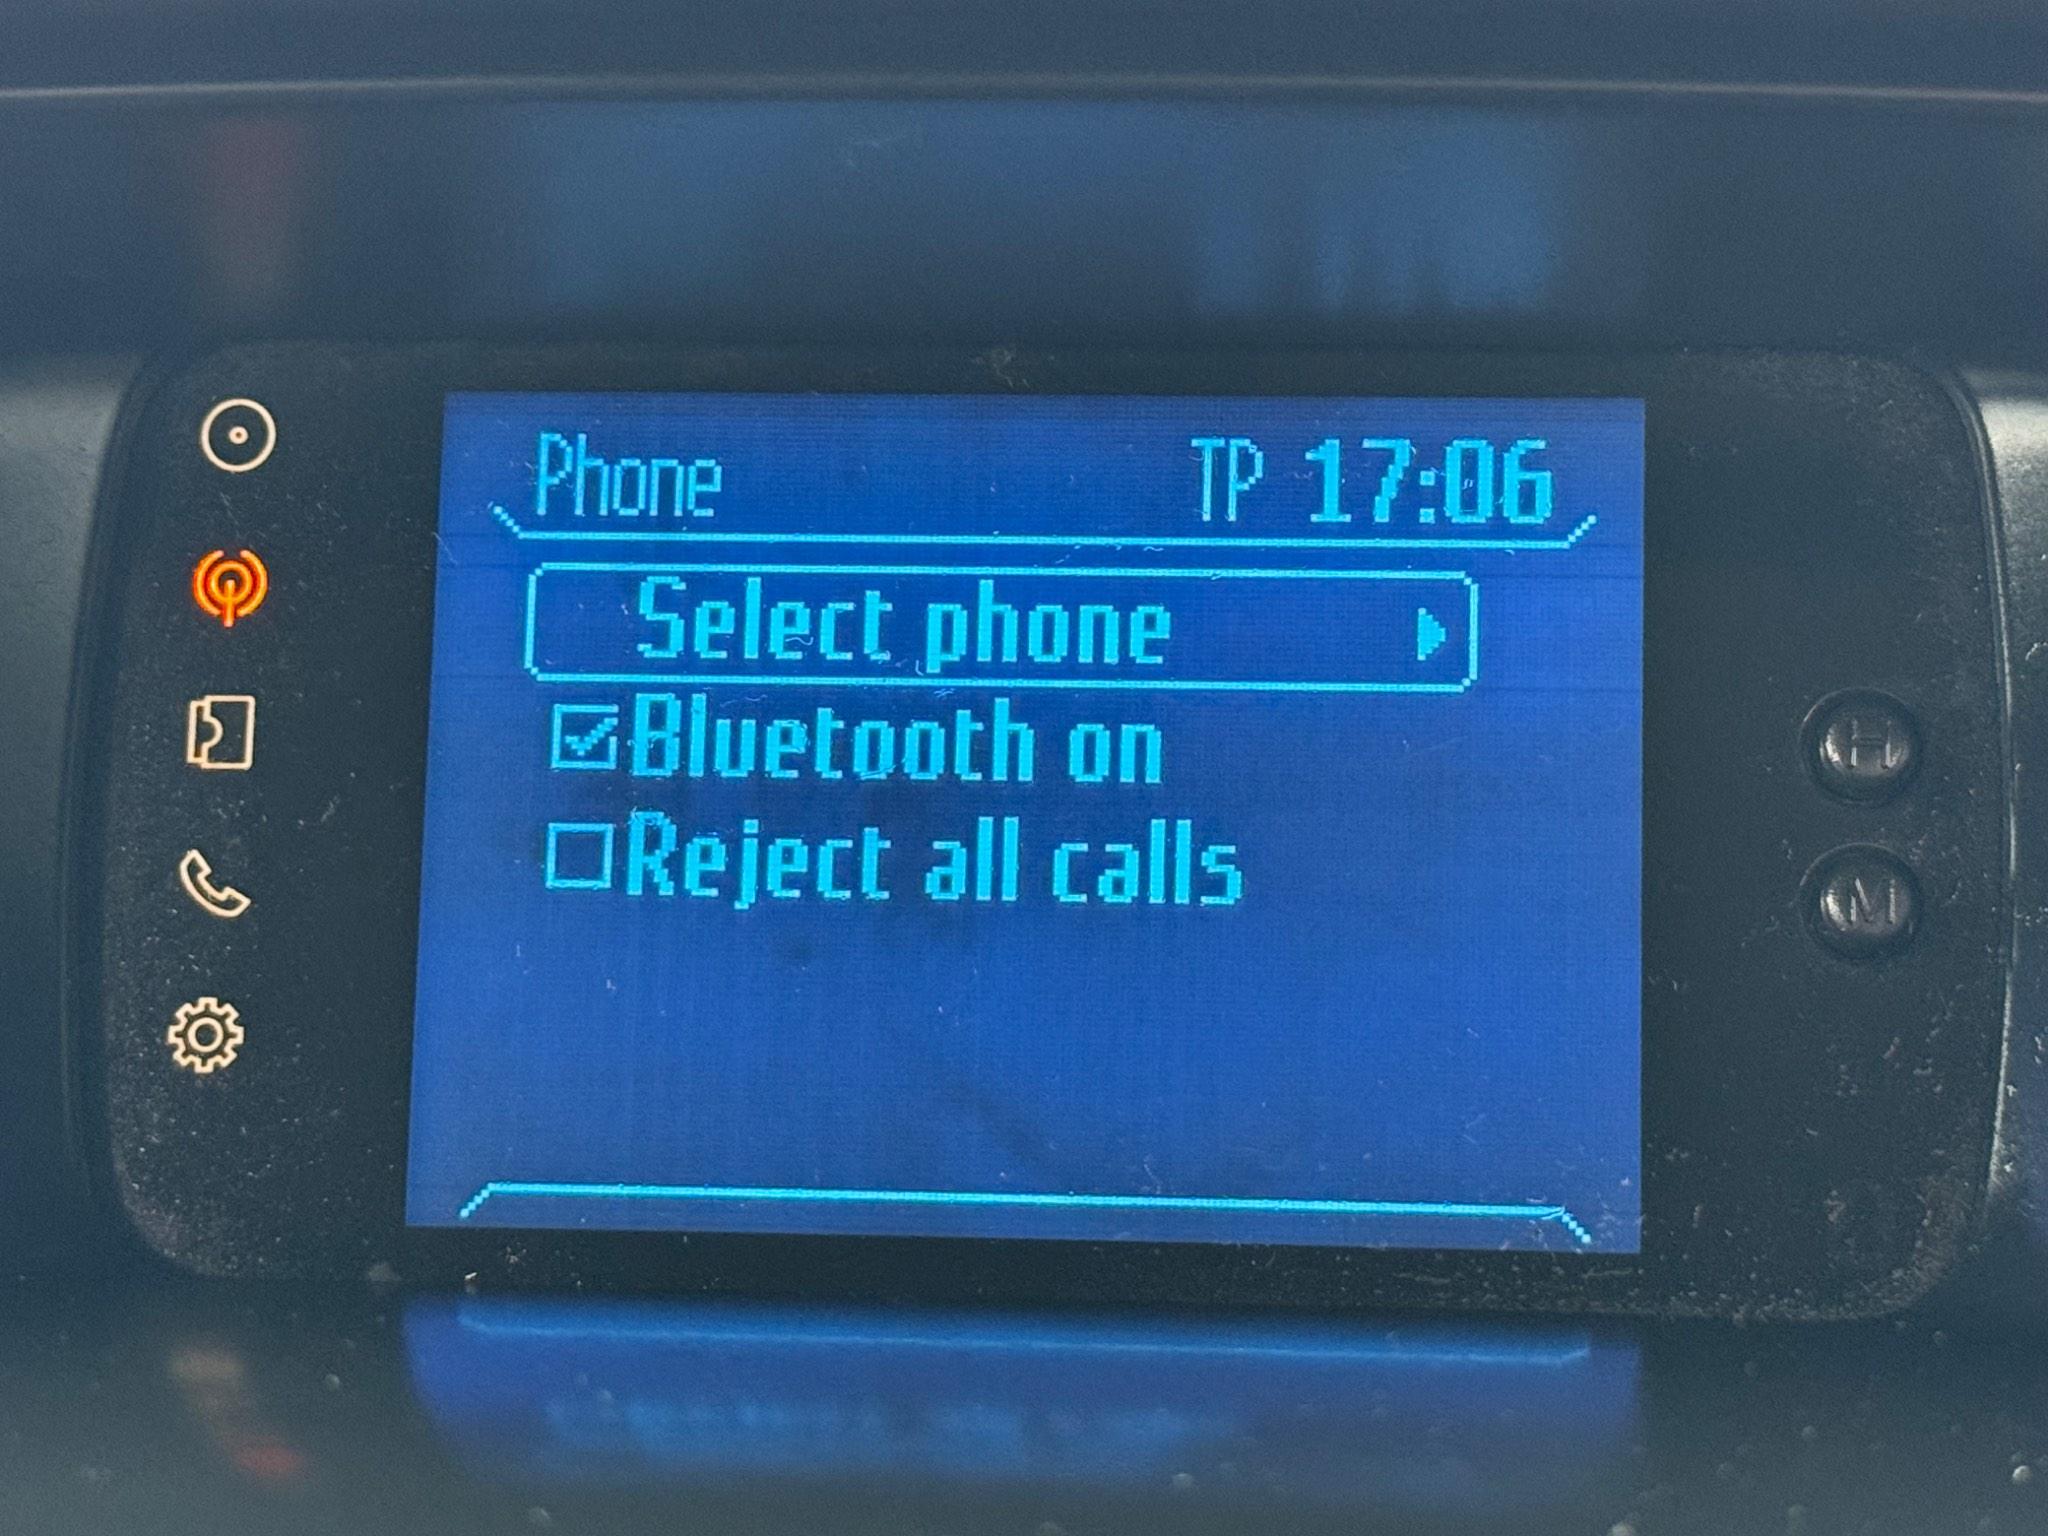 Phone TP 17:06
Select phone
Bluetooth on
Reject all calls
H
M